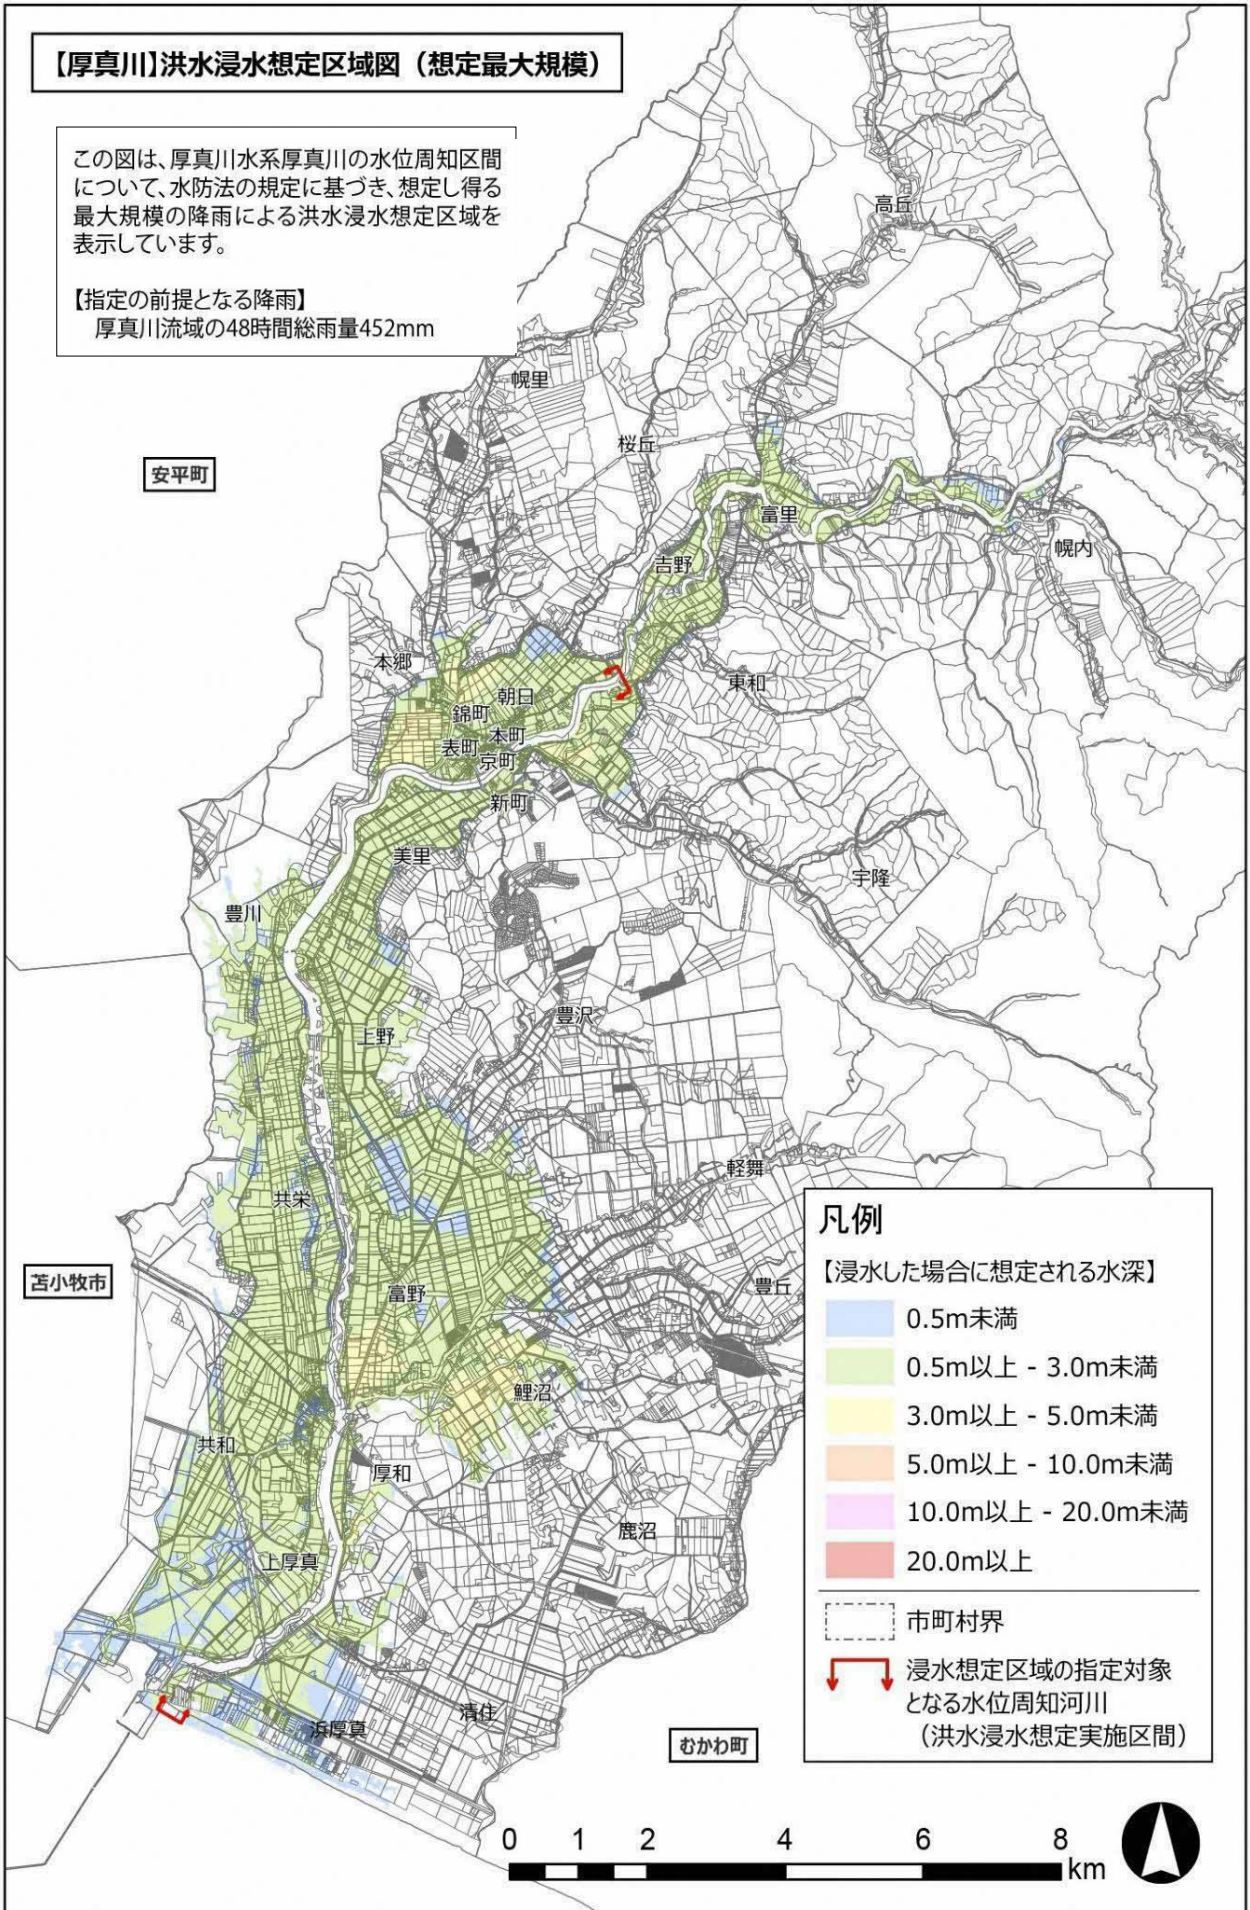 【厚真川】洪水浸水想定区域図（想定最大規模）
この図は、厚真川水系厚真川の水位周知区間
について、水防法の規定に基づき、想定し得る
最大規模の降雨による洪水浸水想定区域を
表示しています。
【指定の前提となる降雨】
厚真川流域の48時間総雨量452mm
高丘
幌里
桜丘
安平町
富里
幌内
吉野
本郷
東和
朝日
錦町
本町
表町
京町
新町
美里
宇隆
豊川
豊沢
上野
軽舞
共栄
苫小牧市
富野
豊丘
鯉沼
共和
厚和
鹿沼
上厚真
清住
浜厚真
むかわ町
凡例
【浸水した場合に想定される水深】
0.5m未満
0.5m以上 - 3.0m未満
3.0m以上 - 5.0m未満
5.0m以上 - 10.0m未満
10.0m以上 - 20.0m未満
20.0m以上
市町村界
浸水想定区域の指定対象
となる水位周知河川
（洪水浸水想定実施区間）
0 1 2 4 6 8
km